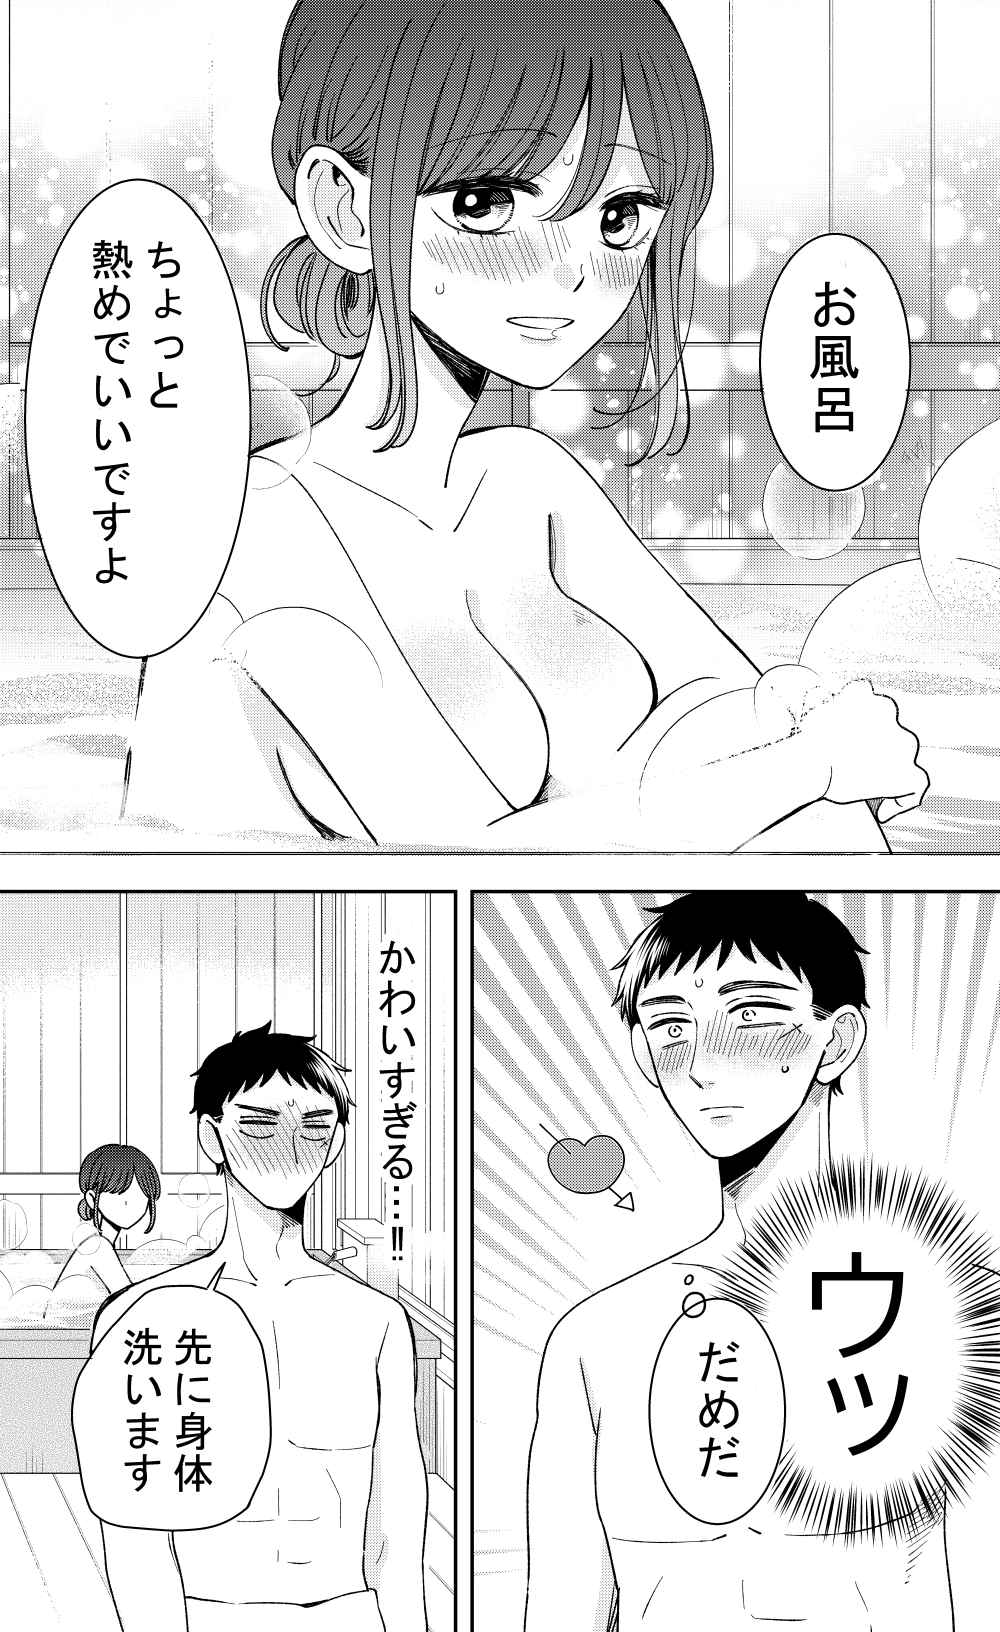 お風呂
ちょっと
熱めでいいですよ
ウッ
だめだ
かわいすぎる…!!
先に身体
洗います